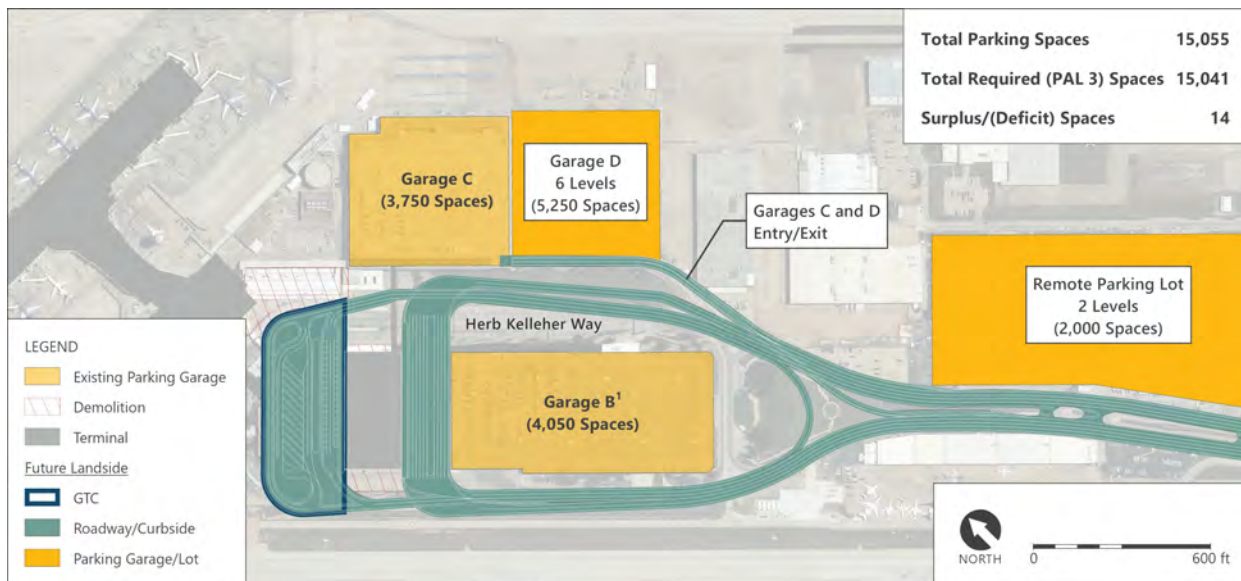 Total Parking Spaces 15,055
Total Required (PAL 3) Spaces 15,041
Surplus/(Deficit) Spaces 14
Garage C
(3,750 Spaces)
Garage D
6 Levels
(5,250 Spaces)
Garages C and D
Entry/Exit
Remote Parking Lot
2 Levels
(2,000 Spaces)
Herb Kelleher Way
Garage B¹
(4,050 Spaces)
LEGEND
Existing Parking Garage
Demolition
Terminal
Future Landside
GTC
Roadway/Curbside
Parking Garage/Lot
NORTH
0 600 ft